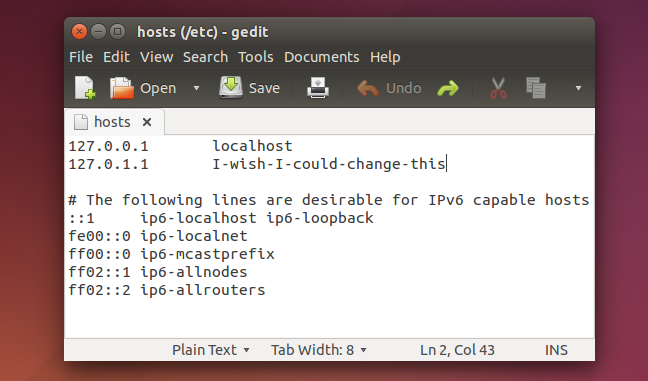 hosts (/etc) - gedit
File Edit View Search Tools Documents Help
Open Save Undo
hosts
127.0.0.1 localhost
127.0.1.1 I-wish-I-could-change-this
# The following lines are desirable for IPv6 capable hosts
::1 ip6-localhost ip6-loopback
fe00::0 ip6-localnet
ff00::0 ip6-mcastprefix
ff02::1 ip6-allnodes
ff02::2 ip6-allrouters
Plain Text Tab Width: 8 Ln 2, Col 43 INS